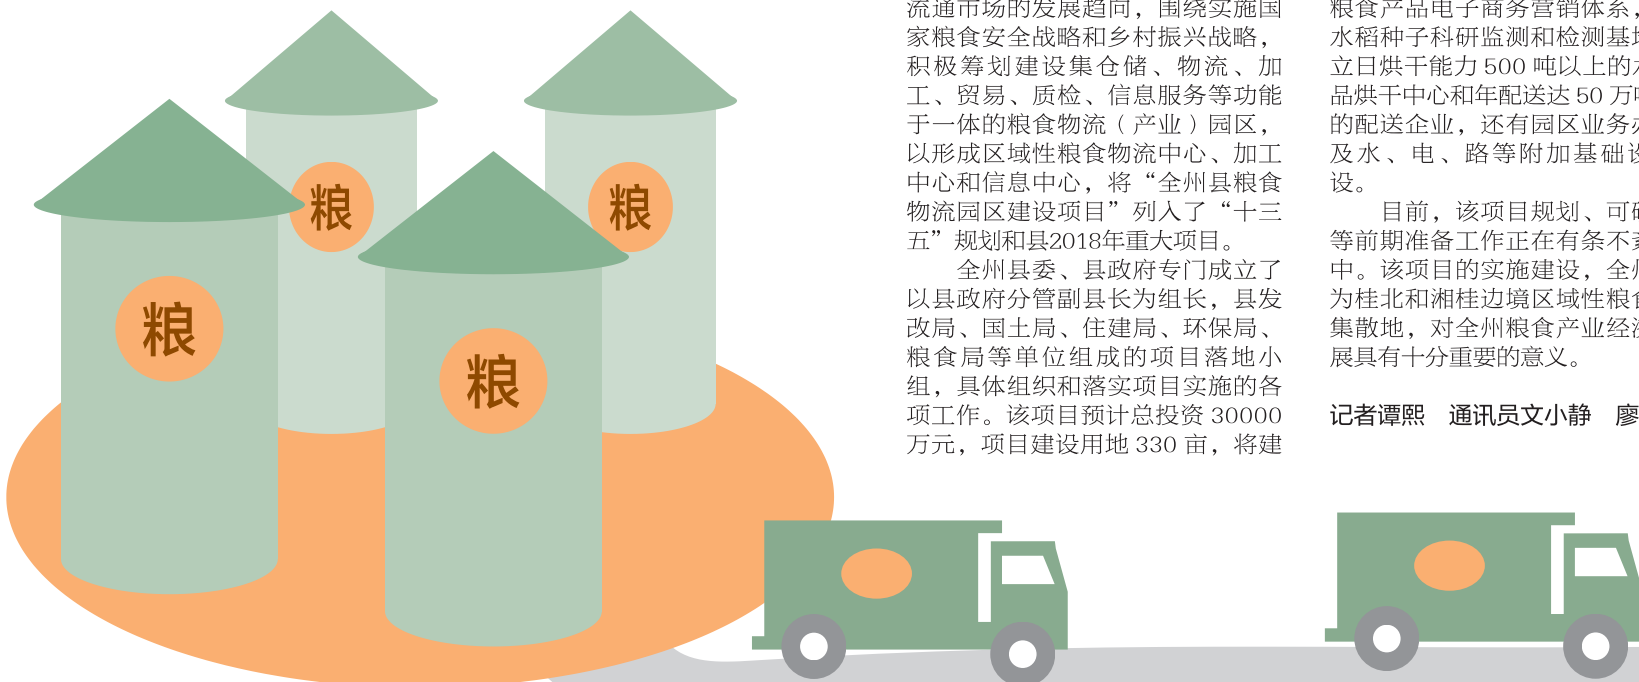 粮
粮
粮
粮
流通市场的发展趋向，围绕实施国
家粮食安全战略和乡村振兴战略，
积极筹划建设集仓储、物流、加
工、贸易、质检、信息服务等功能
于一体的粮食物流（产业）园区，
以形成区域性粮食物流中心、加工
中心和信息中心，将“全州县粮食
物流园区建设项目”列入了“十三
五”规划和县2018年重大项目。
全州县委、县政府专门成立了
以县政府分管副县长为组长，县发
改局、国土局、住建局、环保局、
粮食局等单位组成的项目落地小
组，具体组织和落实项目实施的各
项工作。该项目预计总投资 30000
万元，项目建设用地 330 亩，将建
粮食产品电子商务营销体系，
水稻种子科研监测和检测基
立日烘干能力 500 吨以上的
品烘干中心和年配送达 50 万
的配送企业，还有园区业务
及水、电、路等附加基础设
设。
目前，该项目规划、可
等前期准备工作正在有条不
中。该项目的实施建设，全
为桂北和湘桂边境区域性粮
集散地，对全州粮食产业经
展具有十分重要的意义。
记者谭熙　通讯员文小静　廖